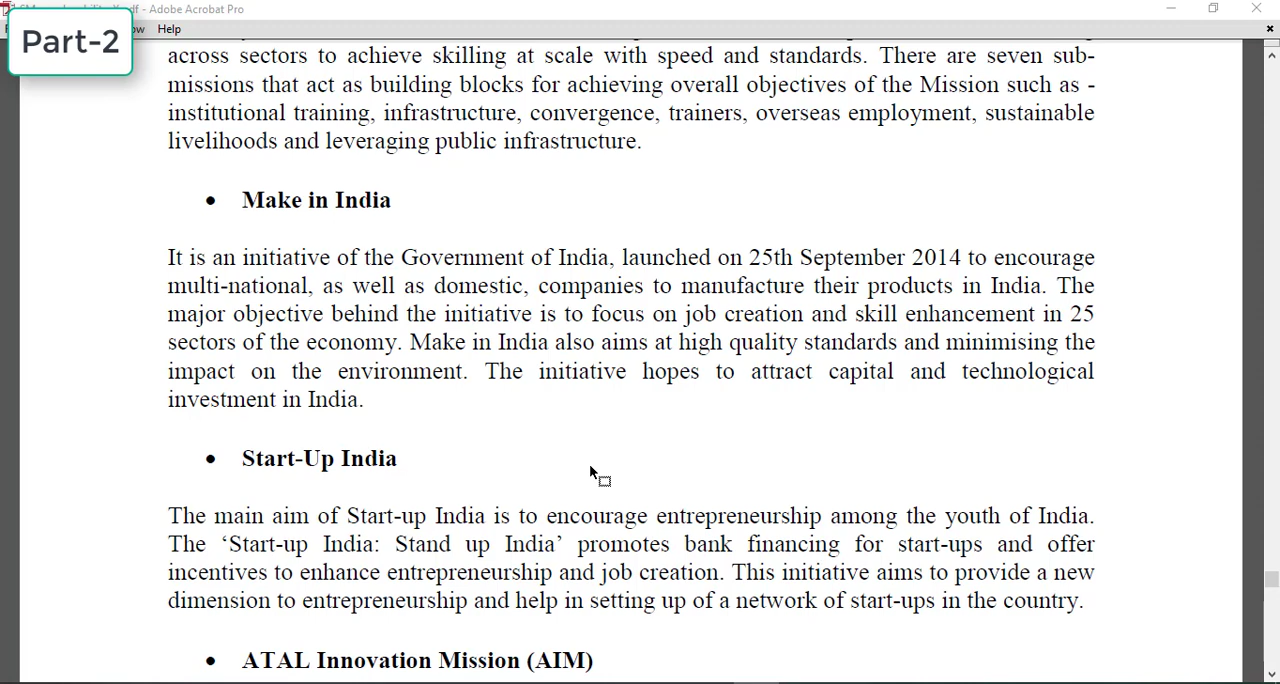 - Adobe Acrobat Pro
Part-2
Help
across sectors to achieve skilling at scale with speed and standards. There are seven sub-
missions that act as building blocks for achieving overall objectives of the Mission such as -
institutional training, infrastructure, convergence, trainers, overseas employment, sustainable
livelihoods and leveraging public infrastructure.
• Make in India
It is an initiative of the Government of India, launched on 25th September 2014 to encourage
multi-national, as well as domestic, companies to manufacture their products in India. The
major objective behind the initiative is to focus on job creation and skill enhancement in 25
sectors of the economy. Make in India also aims at high quality standards and minimising the
impact on the environment. The initiative hopes to attract capital and technological
investment in India.
• Start-Up India
The main aim of Start-up India is to encourage entrepreneurship among the youth of India.
The ‘Start-up India: Stand up India’ promotes bank financing for start-ups and offer
incentives to enhance entrepreneurship and job creation. This initiative aims to provide a new
dimension to entrepreneurship and help in setting up of a network of start-ups in the country.
• ATAL Innovation Mission (AIM)